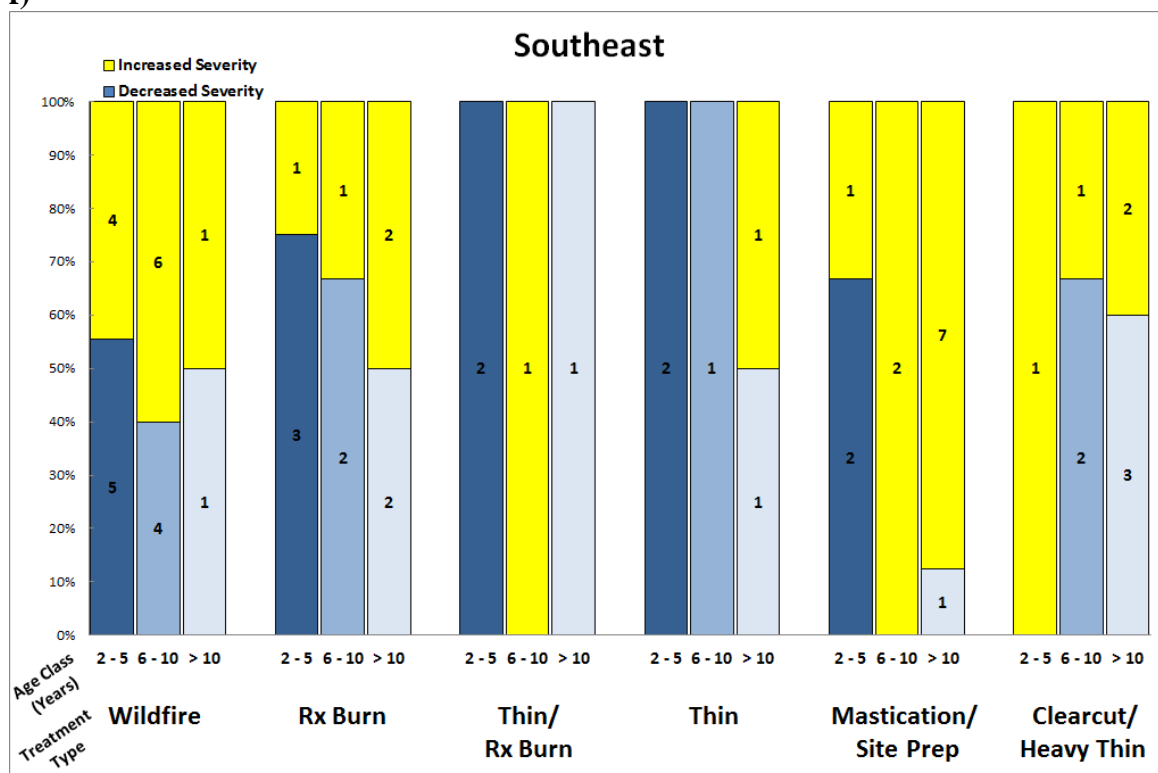 f)
Southeast
Increased Severity
Decreased Severity
100%
90%
80%
70%
60%
50%
40%
30%
20%
10%
0%
4 6 1
5 4 1
1 1 2
3 2 2
2 1 1
2 1 1
1
1 2 7
2 1
1 1 2
2 3
Age Class
(Years)
2 - 5 6 - 10 > 10 2 - 5 6 - 10 > 10 2 - 5 6 - 10 > 10 2 - 5 6 - 10 > 10 2 - 5 6 - 10 > 10 2 - 5 6 - 10 > 10
Treatment
Type
Wildfire
Rx Burn
Thin/
Rx Burn
Thin
Mastication/
Site Prep
Clearcut/
Heavy Thin